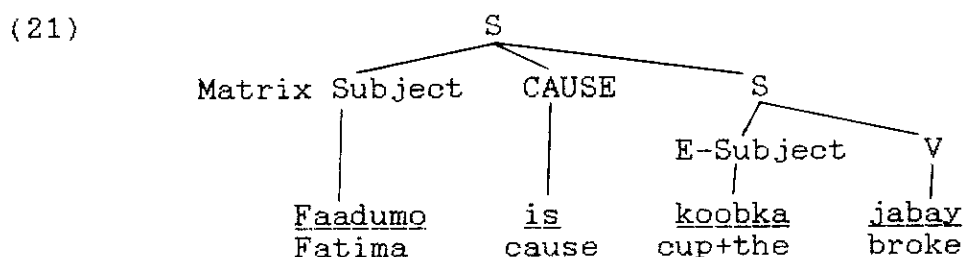 (21) S
Matrix Subject CAUSE S
E-Subject V
Faadumo is koobka jabay
Fatima cause cup+the broke